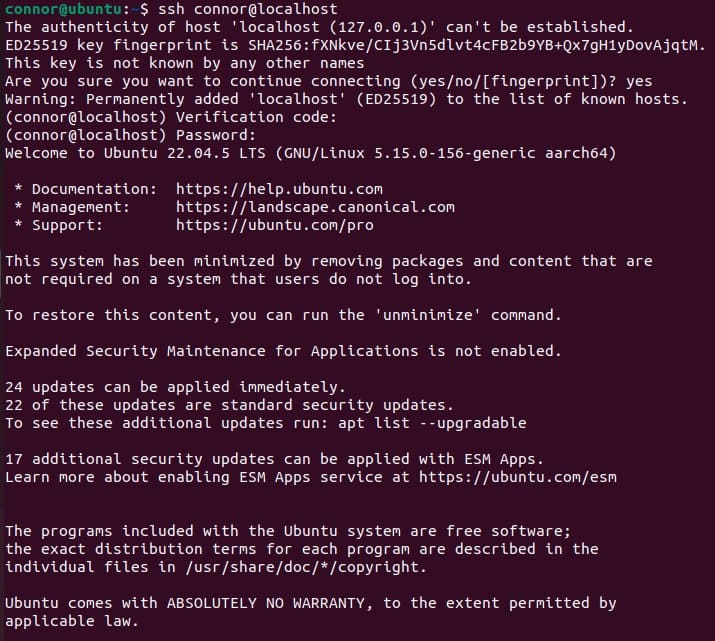 connor@ubuntu:~$ ssh connor@localhost
The authenticity of host 'localhost (127.0.0.1)' can't be established.
ED25519 key fingerprint is SHA256:fXNkve/CIj3Vn5dlvt4cFB2b9YB+Qx7gH1yDovAjqtM.
This key is not known by any other names
Are you sure you want to continue connecting (yes/no/[fingerprint])? yes
Warning: Permanently added 'localhost' (ED25519) to the list of known hosts.
(connor@localhost) Verification code:
(connor@localhost) Password:
Welcome to Ubuntu 22.04.5 LTS (GNU/Linux 5.15.0-156-generic aarch64)

 * Documentation:  https://help.ubuntu.com
 * Management:     https://landscape.canonical.com
 * Support:        https://ubuntu.com/pro

This system has been minimized by removing packages and content that are
not required on a system that users do not log into.

To restore this content, you can run the 'unminimize' command.

Expanded Security Maintenance for Applications is not enabled.

24 updates can be applied immediately.
22 of these updates are standard security updates.
To see these additional updates run: apt list --upgradable

17 additional security updates can be applied with ESM Apps.
Learn more about enabling ESM Apps service at https://ubuntu.com/esm


The programs included with the Ubuntu system are free software;
the exact distribution terms for each program are described in the
individual files in /usr/share/doc/*/copyright.

Ubuntu comes with ABSOLUTELY NO WARRANTY, to the extent permitted by
applicable law.